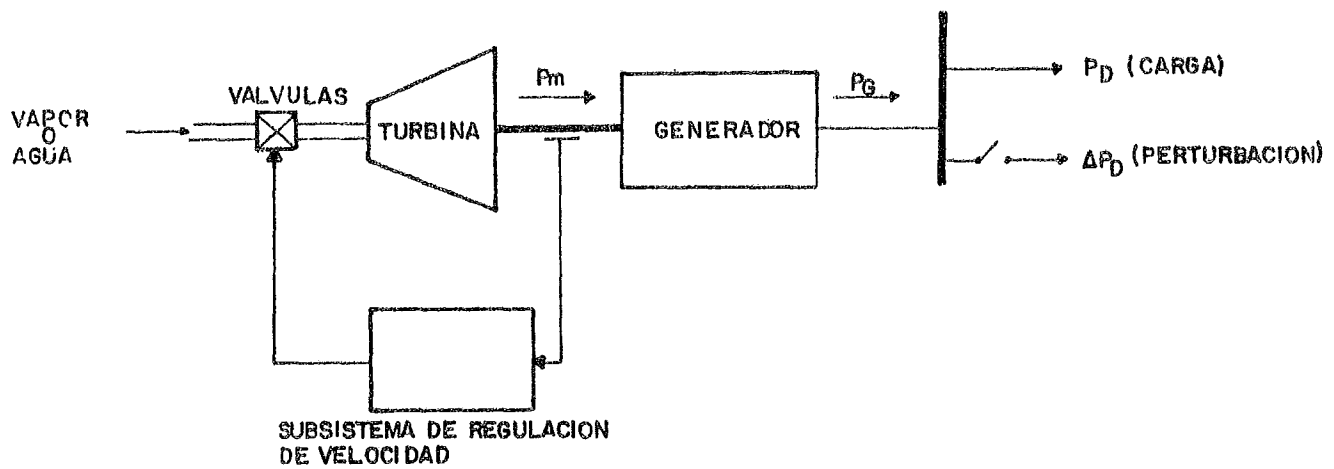 VAPOR
O
AGUA
VALVULAS
TURBINA
Pm
GENERADOR
PG
PD (CARGA)
ΔPD (PERTURBACION)
SUBSISTEMA DE REGULACION
DE VELOCIDAD